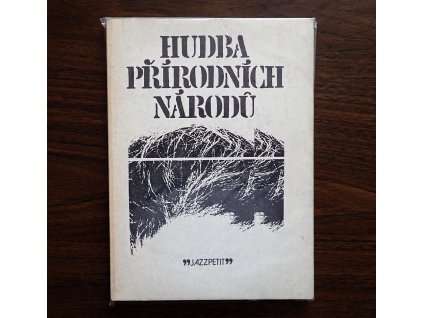 HUDBA
PŘÍRODNÍCH
NÁRODŮ
"JAZZPETIT"